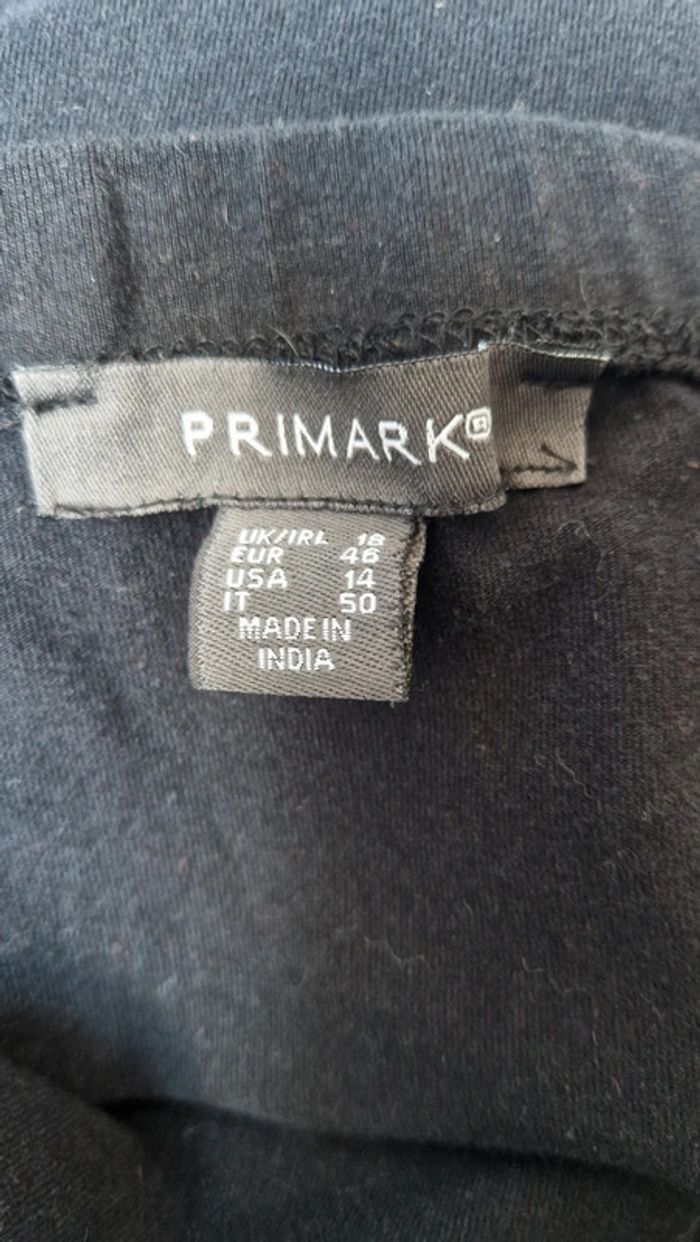 PRIMARK®
UK/IRL 18
EUR 46
USA 14
IT 50
MADE IN
INDIA